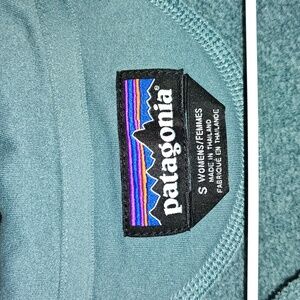 patagonia®
S WOMENS/FEMMES
MADE IN THAILAND
FABRIQUÉ EN THAÏLANDE